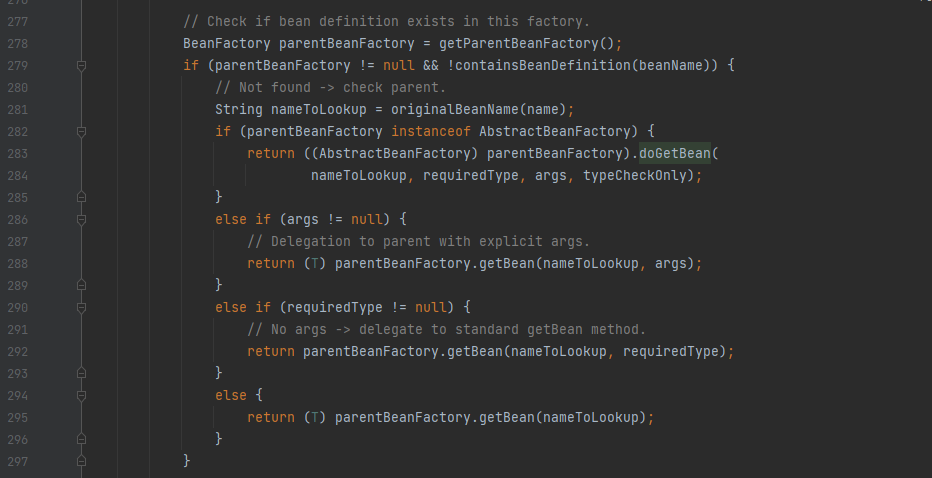 276
277 // Check if bean definition exists in this factory.
278 BeanFactory parentBeanFactory = getParentBeanFactory();
279 if (parentBeanFactory != null && !containsBeanDefinition(beanName)) {
280 // Not found -> check parent.
281 String nameToLookup = originalBeanName(name);
282 if (parentBeanFactory instanceof AbstractBeanFactory) {
283 return ((AbstractBeanFactory) parentBeanFactory).doGetBean(
284 nameToLookup, requiredType, args, typeCheckOnly);
285 }
286 else if (args != null) {
287 // Delegation to parent with explicit args.
288 return (T) parentBeanFactory.getBean(nameToLookup, args);
289 }
290 else if (requiredType != null) {
291 // No args -> delegate to standard getBean method.
292 return parentBeanFactory.getBean(nameToLookup, requiredType);
293 }
294 else {
295 return (T) parentBeanFactory.getBean(nameToLookup);
296 }
297 }